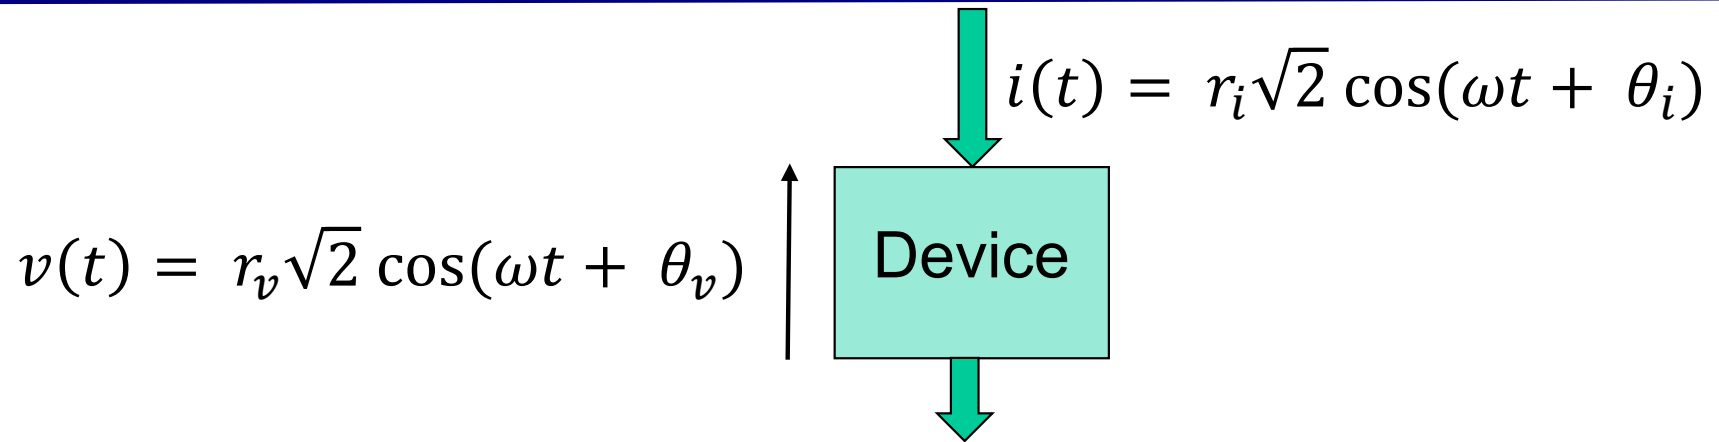 i(t) = r_i√2 cos(ωt + θ_i)
v(t) = r_v√2 cos(ωt + θ_v)
Device